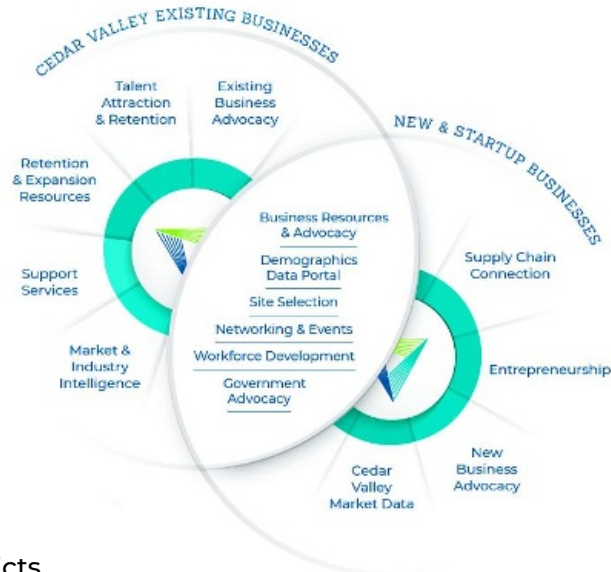 CEDAR VALLEY EXISTING BUSINESSES
Talent
Attraction
& Retention
Existing
Business
Advocacy
Retention
& Expansion
Resources
Support
Services
Market &
Industry
Intelligence
Business Resources
& Advocacy
Demographics
Data Portal
Site Selection
Networking & Events
Workforce Development
Government
Advocacy
NEW & STARTUP BUSINESSES
Supply Chain
Connection
Entrepreneurship
New
Business
Advocacy
Cedar
Valley
Market Data